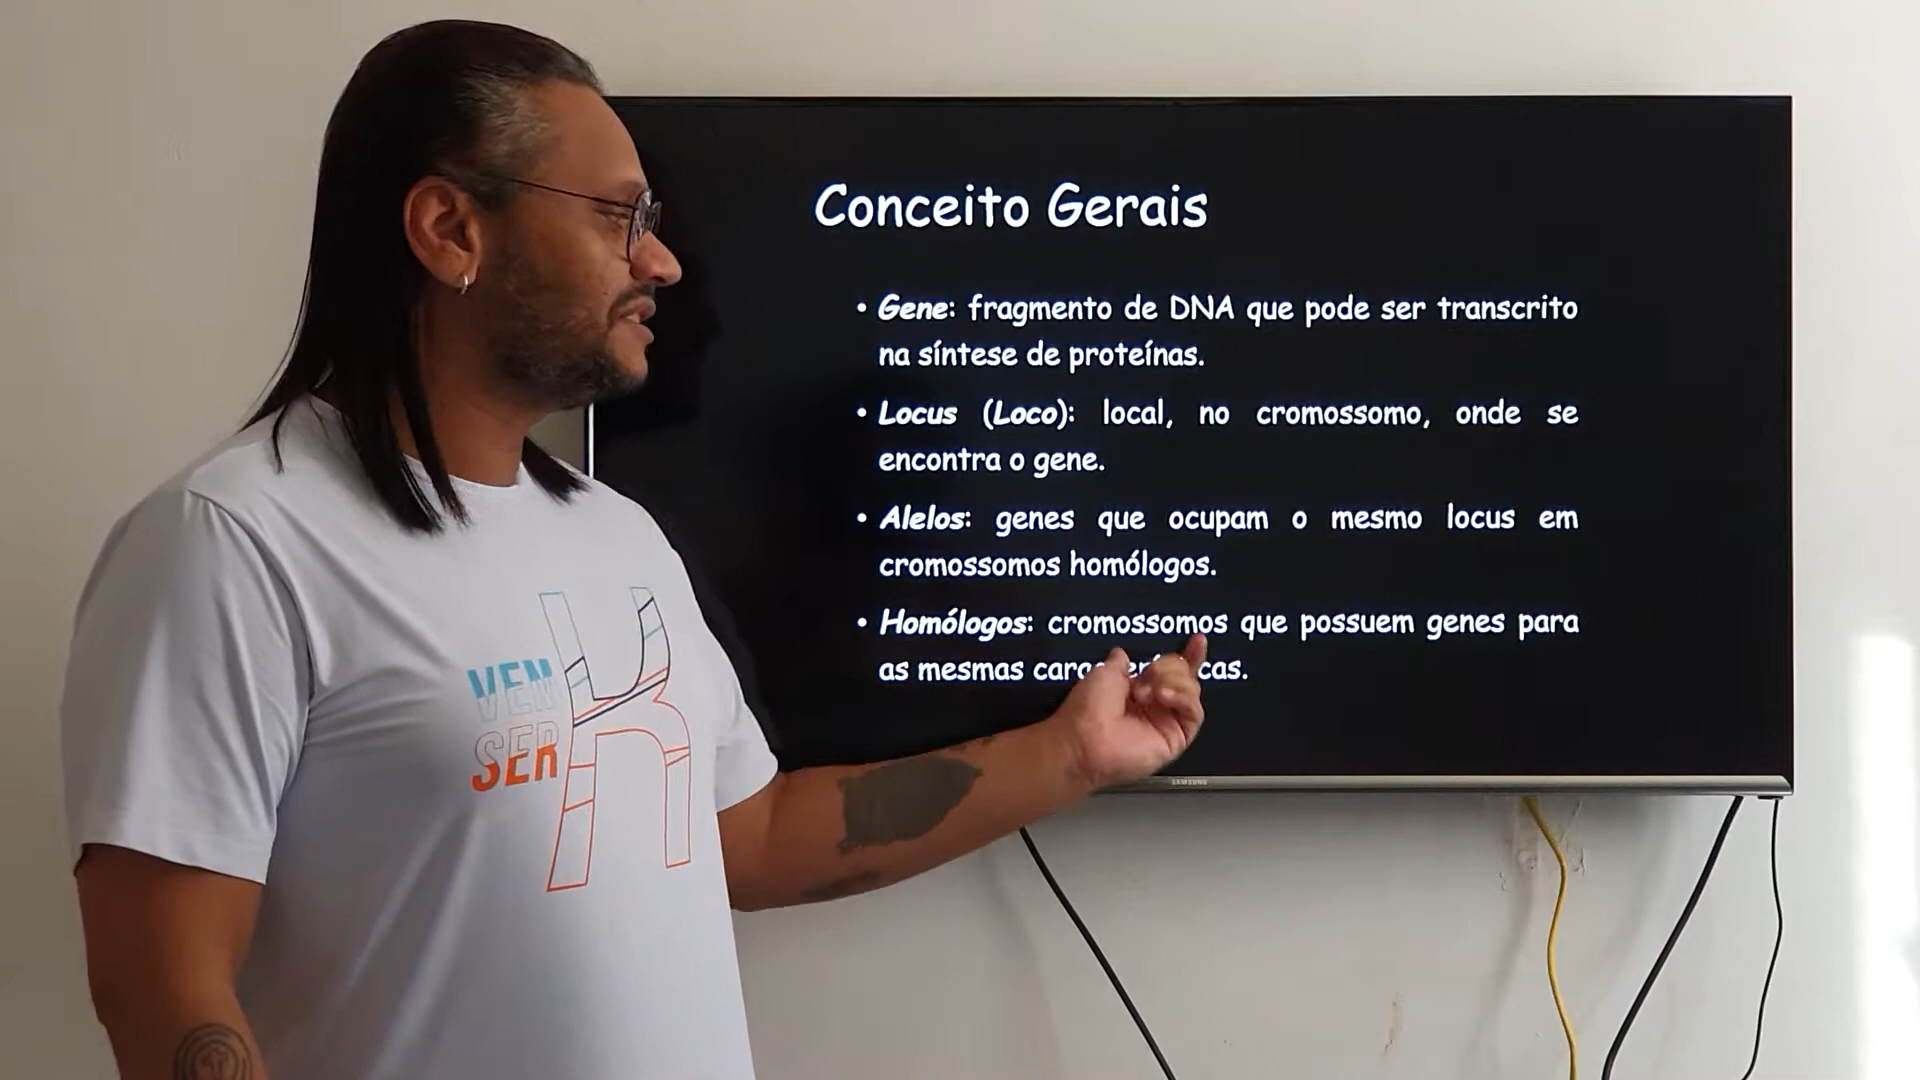 Conceito Gerais
• Gene: fragmento de DNA que pode ser transcrito
na síntese de proteínas.
• Locus (Loco): local, no cromossomo, onde se
encontra o gene.
• Alelos: genes que ocupam o mesmo locus em
cromossomos homólogos.
• Homólogos: cromossomos que possuem genes para
as mesmas características.
VEM
SER
SAMSUNG